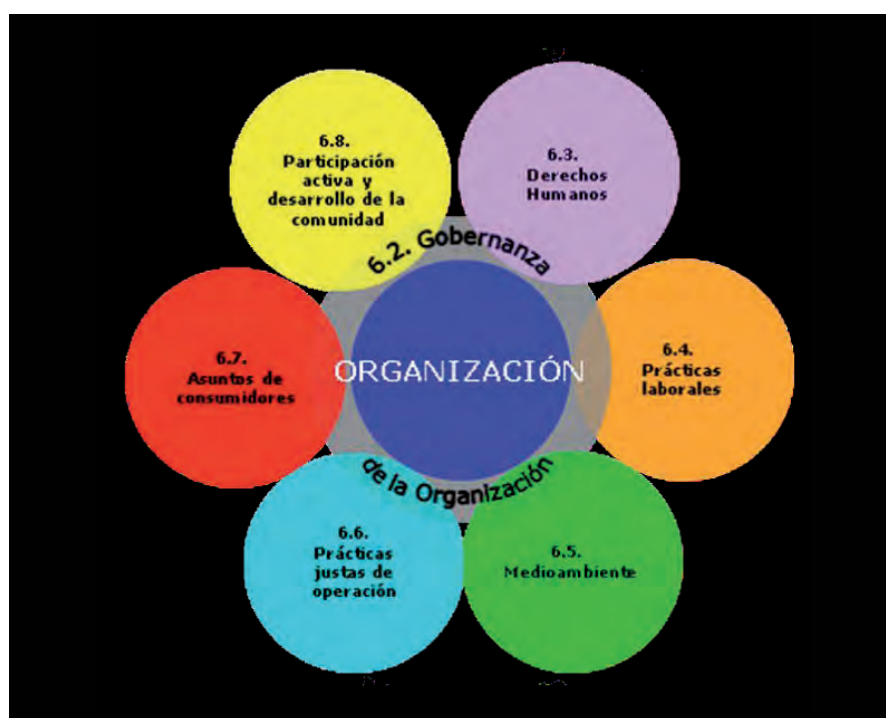 6.8.
Participación
activa y
desarrollo de la
comunidad
6.3.
Derechos
Humanos
6.2. Gobernanza
ORGANIZACIÓN
de la Organización
6.7.
Asuntos de
consumidores
6.4.
Prácticas
laborales
6.6.
Prácticas
justas de
operación
6.5.
Medioambiente